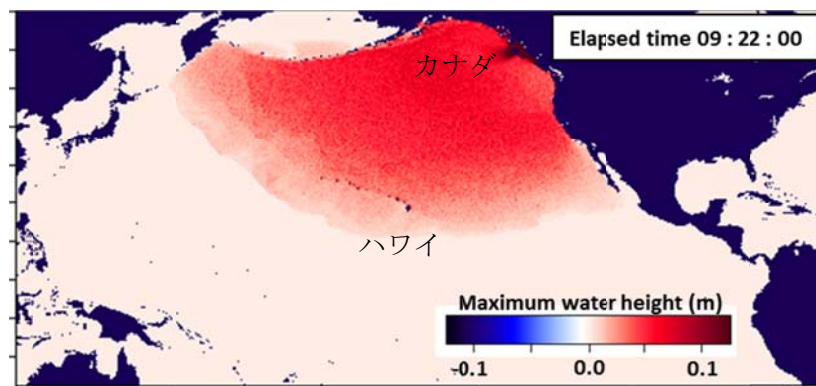 Elapsed time 09 : 22 : 00
カナダ
ハワイ
Maximum water height (m)
-0.1 0.0 0.1